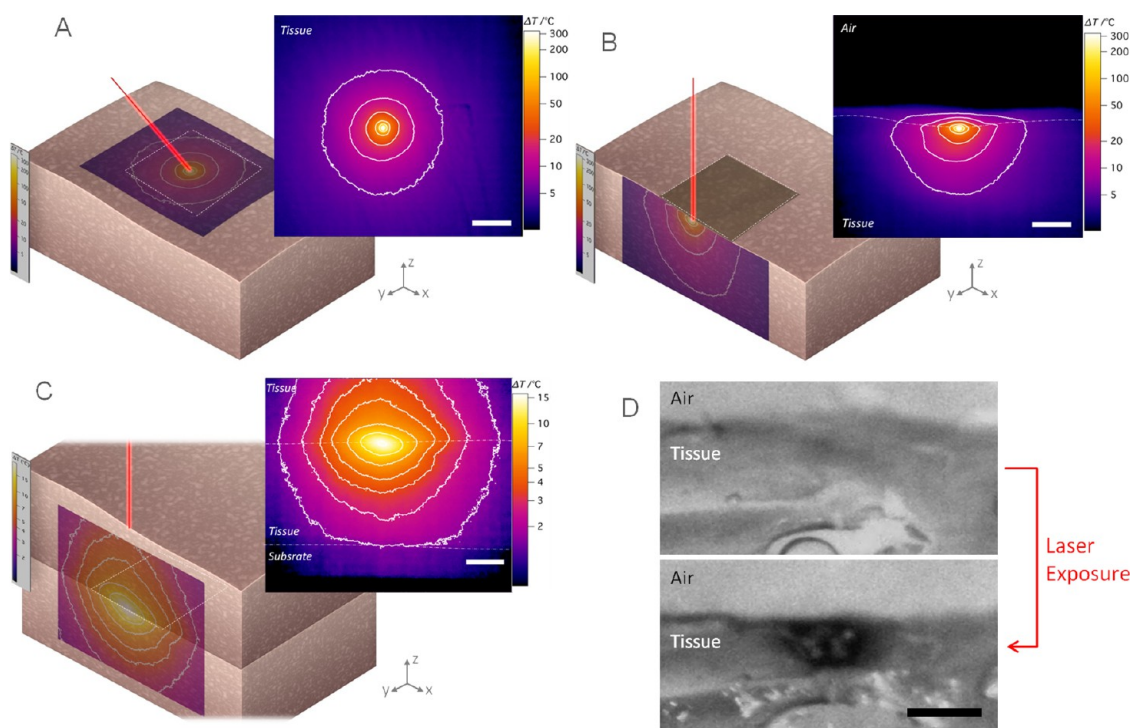 A
Tissue
ΔT /°C
300
200
100
50
20
10
5
z
y
x
B
Air
Tissue
ΔT /°C
300
200
100
50
20
10
5
z
y
x
C
Tissue
Tissue
Subsrate
ΔT /°C
15
10
7
5
4
3
2
z
y
x
D
Air
Tissue
Air
Tissue
Laser
Exposure